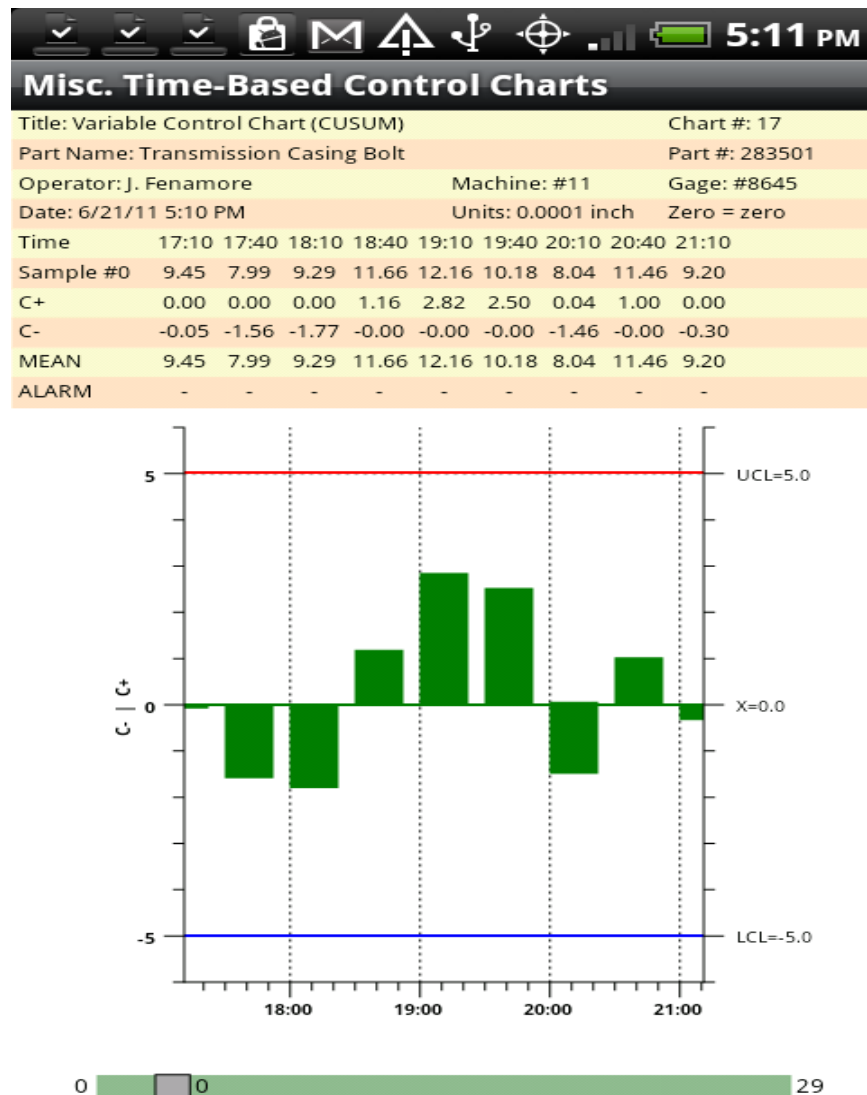 5:11 PM
Misc. Time-Based Control Charts
Title: Variable Control Chart (CUSUM) Chart #: 17
Part Name: Transmission Casing Bolt Part #: 283501
Operator: J. Fenamore Machine: #11 Gage: #8645
Date: 6/21/11 5:10 PM Units: 0.0001 inch Zero = zero
Time 17:10 17:40 18:10 18:40 19:10 19:40 20:10 20:40 21:10
Sample #0 9.45 7.99 9.29 11.66 12.16 10.18 8.04 11.46 9.20
C+ 0.00 0.00 0.00 1.16 2.82 2.50 0.04 1.00 0.00
C- -0.05 -1.56 -1.77 -0.00 -0.00 -0.00 -1.46 -0.00 -0.30
MEAN 9.45 7.99 9.29 11.66 12.16 10.18 8.04 11.46 9.20
ALARM - - - - - - - - -
5 UCL=5.0
C- | C+
0 X=0.0
-5 LCL=-5.0
18:00 19:00 20:00 21:00
0 0 29